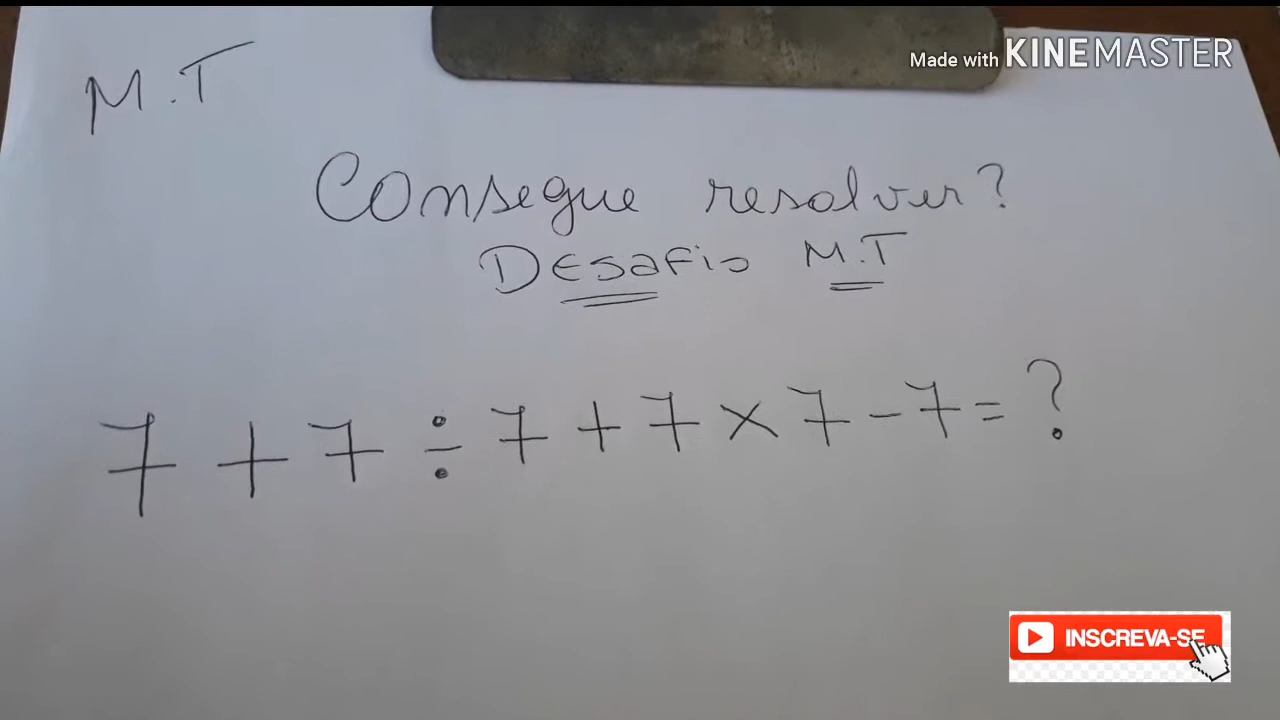 Made with KINEMASTER
M.T
Consegue resolver?
Desafio M.T
7 + 7 ÷ 7 + 7 × 7 - 7 = ?
INSCREVA-SE